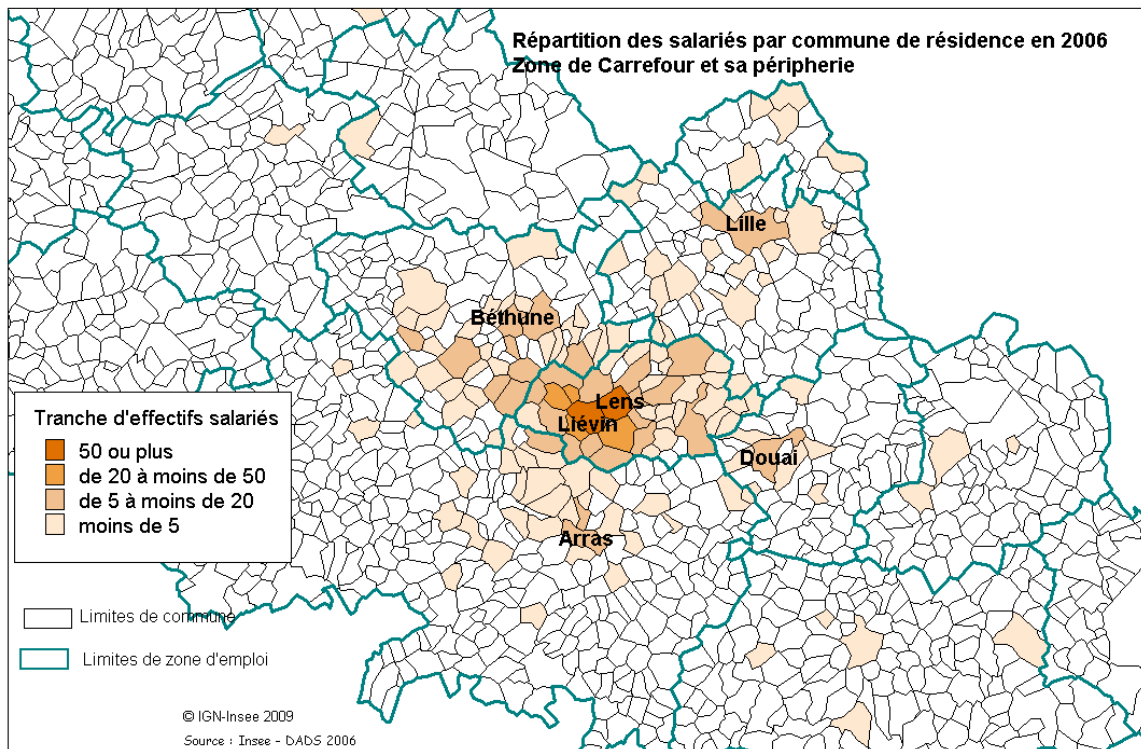 Répartition des salariés par commune de résidence en 2006
Zone de Carrefour et sa péripherie
Lille
Béthune
Lens
Liévin
Douai
Arras
Tranche d'effectifs salariés
50 ou plus
de 20 à moins de 50
de 5 à moins de 20
moins de 5
Limites de commune
Limites de zone d'emploi
© IGN-Insee 2009
Source : Insee - DADS 2006